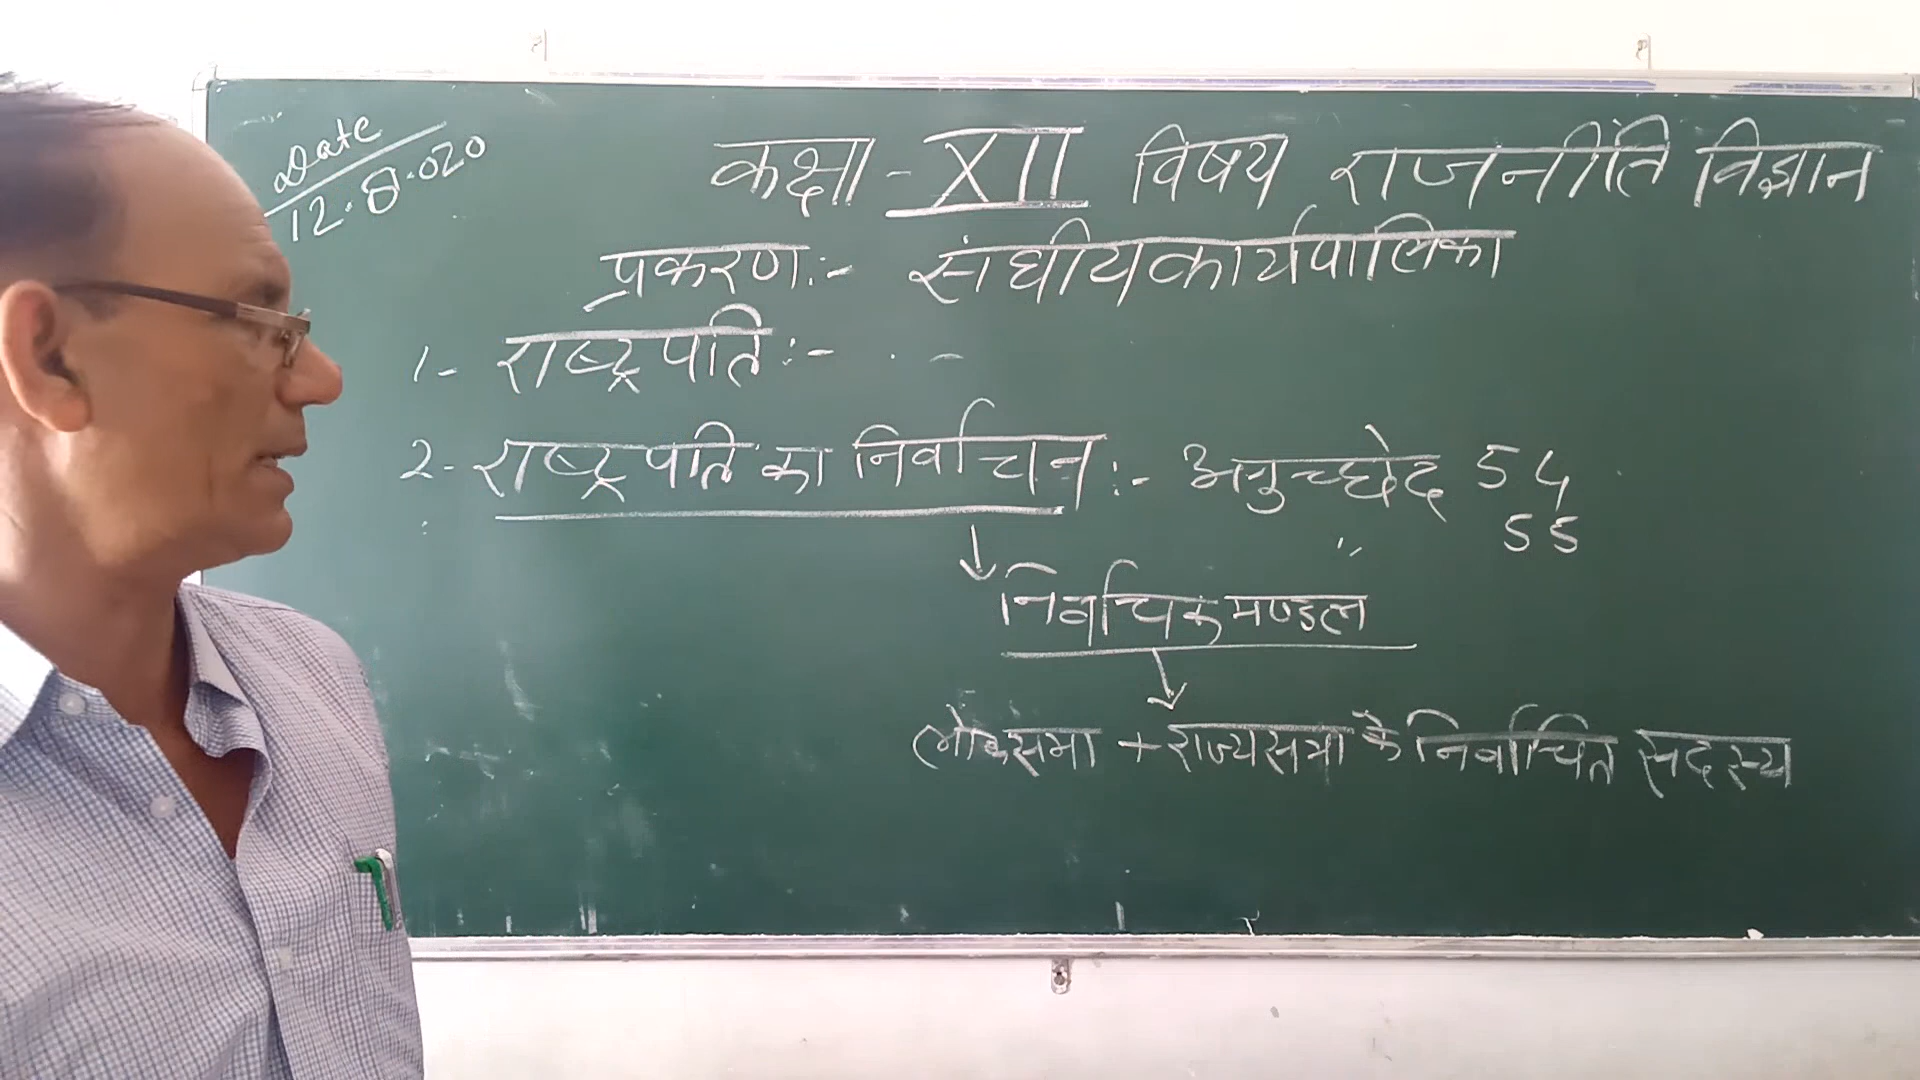 Date
12.8.020
कक्षा - XII विषय राजनीति विज्ञान
प्रकरण :- संघीय कार्यपालिका
1- राष्ट्रपति :- . -
2- राष्ट्रपति का निर्वाचन :- अनुच्छेद 54
" 55
↓
निर्वाचक मण्डल
↓
लोकसभा + राज्यसभा के निर्वाचित सदस्य